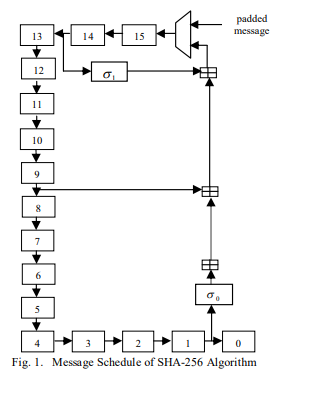 padded
message
13 14 15
σ1
12
11
10
9
8
7
6
σ0
5
4 3 2 1 0
Fig. 1. Message Schedule of SHA-256 Algorithm